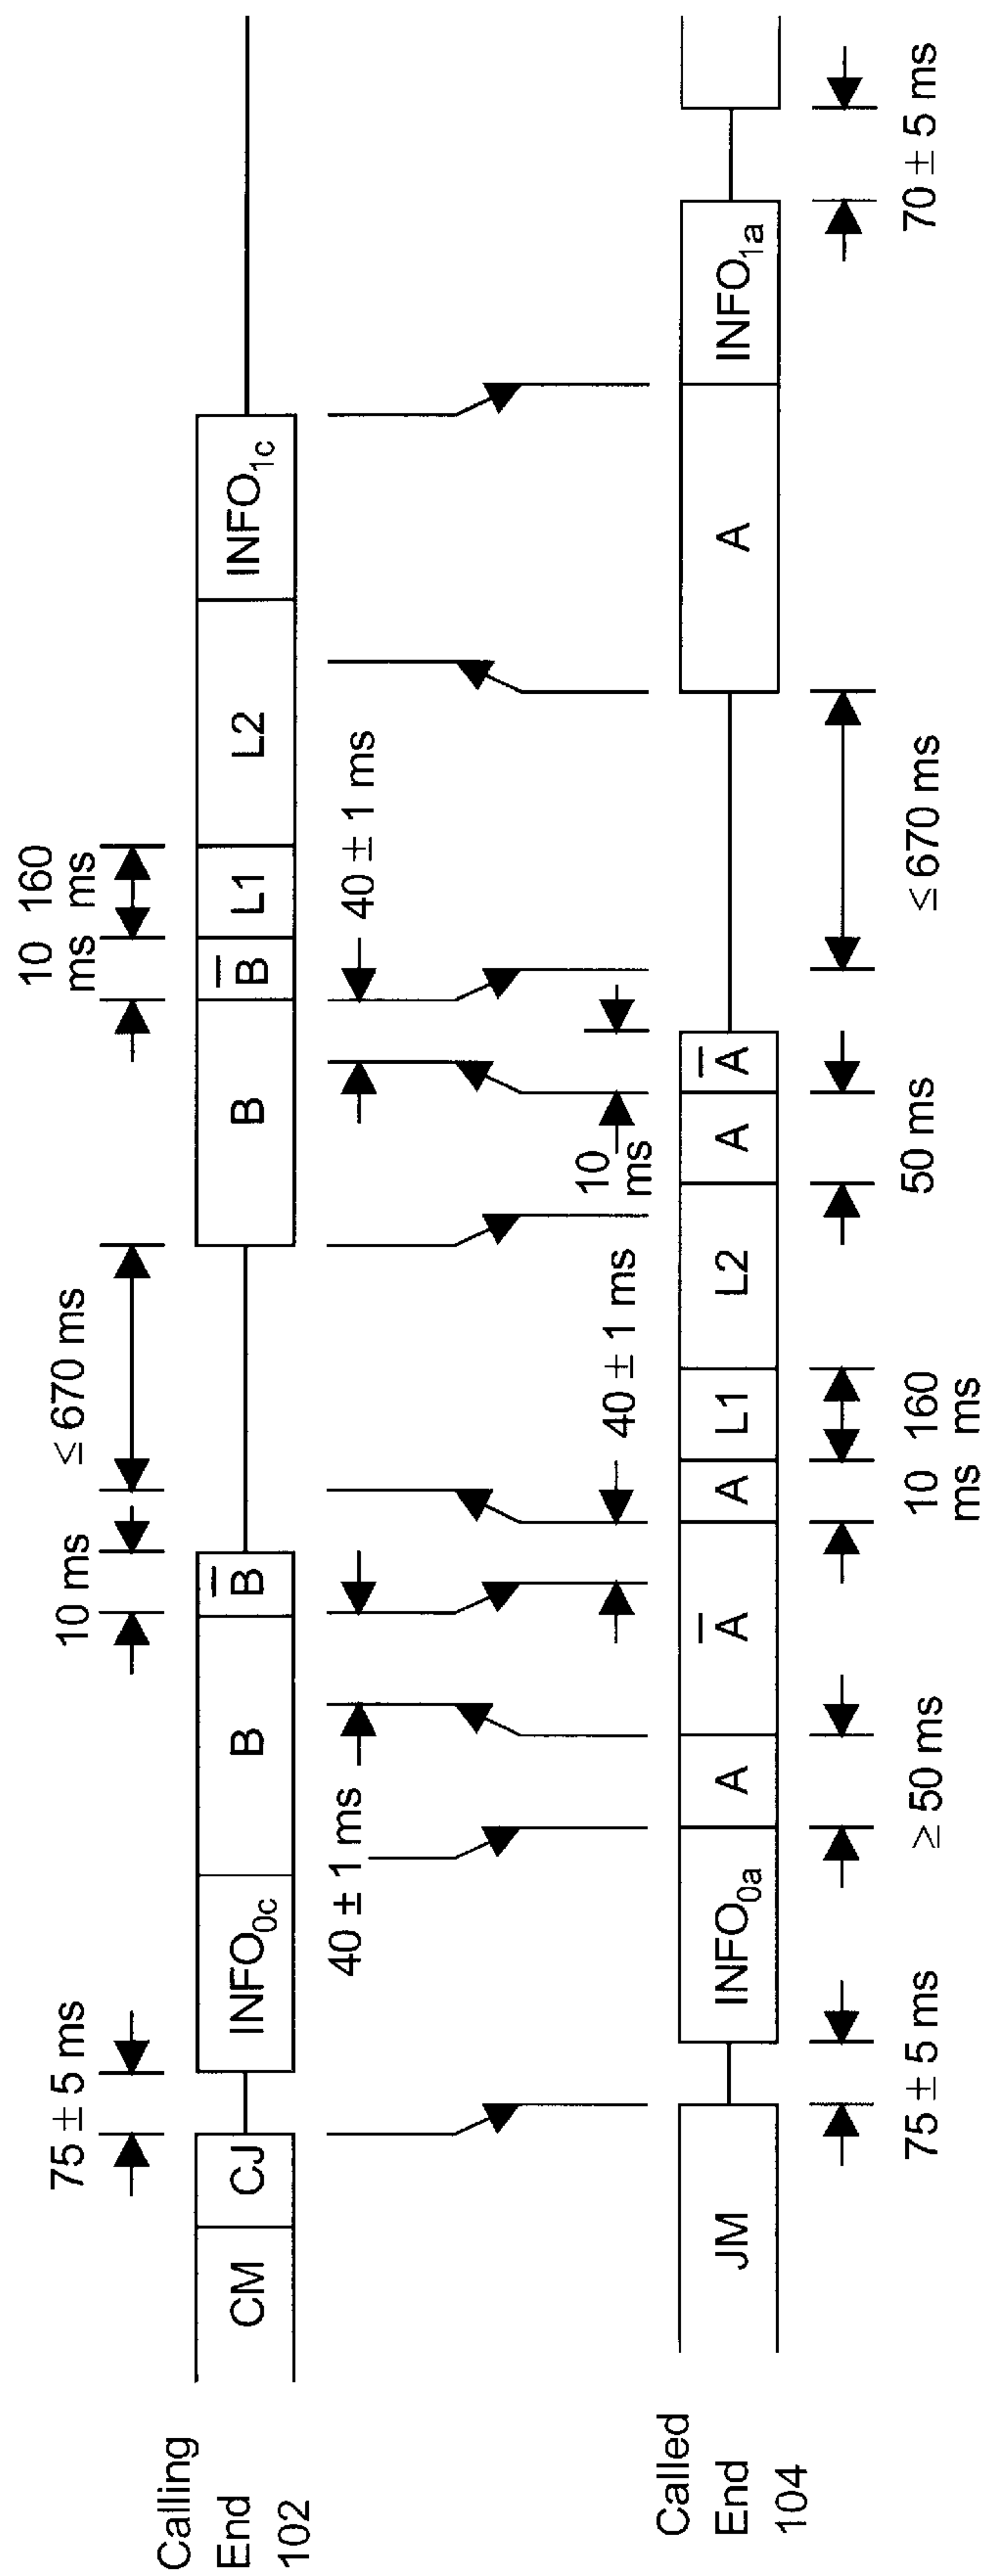 75 ± 5 ms
10 ms
≤ 670 ms
10 ms
160 ms
Calling End 102
CM
CJ
INFO0c
B
B̅
B
B̅
L1
L2
INFO1c
40 ± 1 ms
40 ± 1 ms
40 ± 1 ms
10 ms
Called End 104
JM
INFO0a
A
A̅
A
L1
L2
A
A̅
A
INFO1a
75 ± 5 ms
≥ 50 ms
10 ms
160 ms
50 ms
≤ 670 ms
70 ± 5 ms